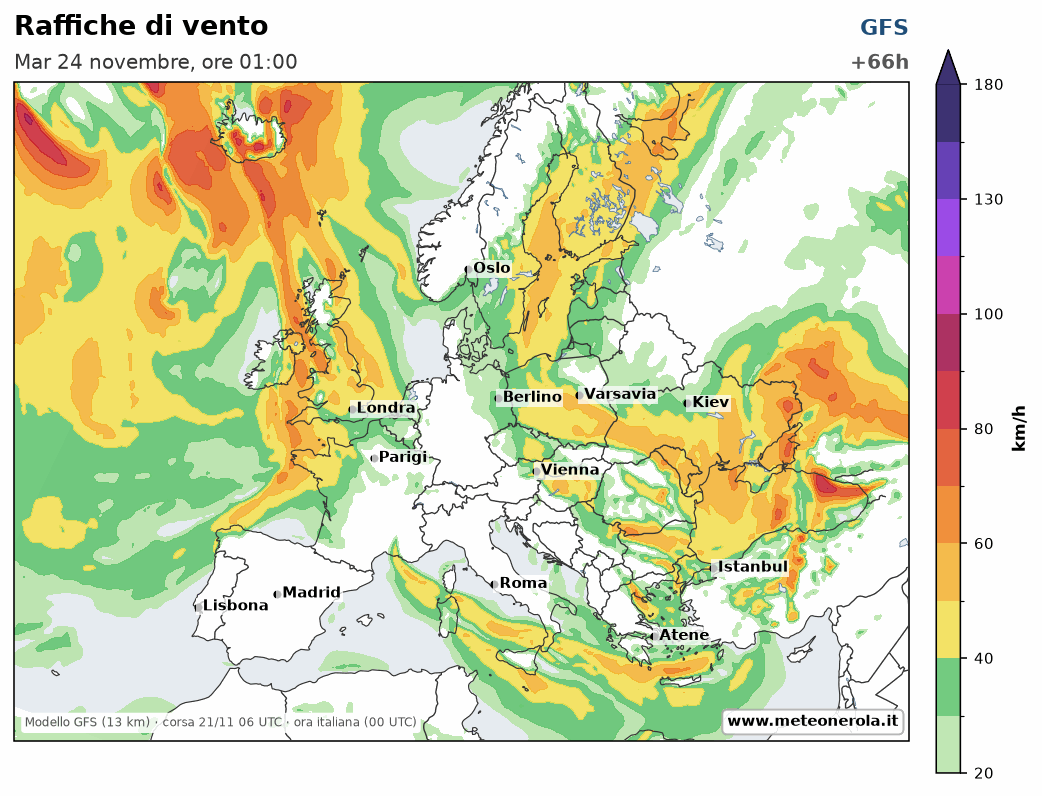 Raffiche di vento
GFS
Mar 24 novembre, ore 01:00
+66h
180
130
100
80
60
40
20
km/h
Oslo
Berlino
Varsavia
Kiev
Londra
Parigi
Vienna
Istanbul
Roma
Madrid
Lisbona
Atene
Modello GFS (13 km) · corsa 21/11 06 UTC · ora italiana (00 UTC)
www.meteonerola.it